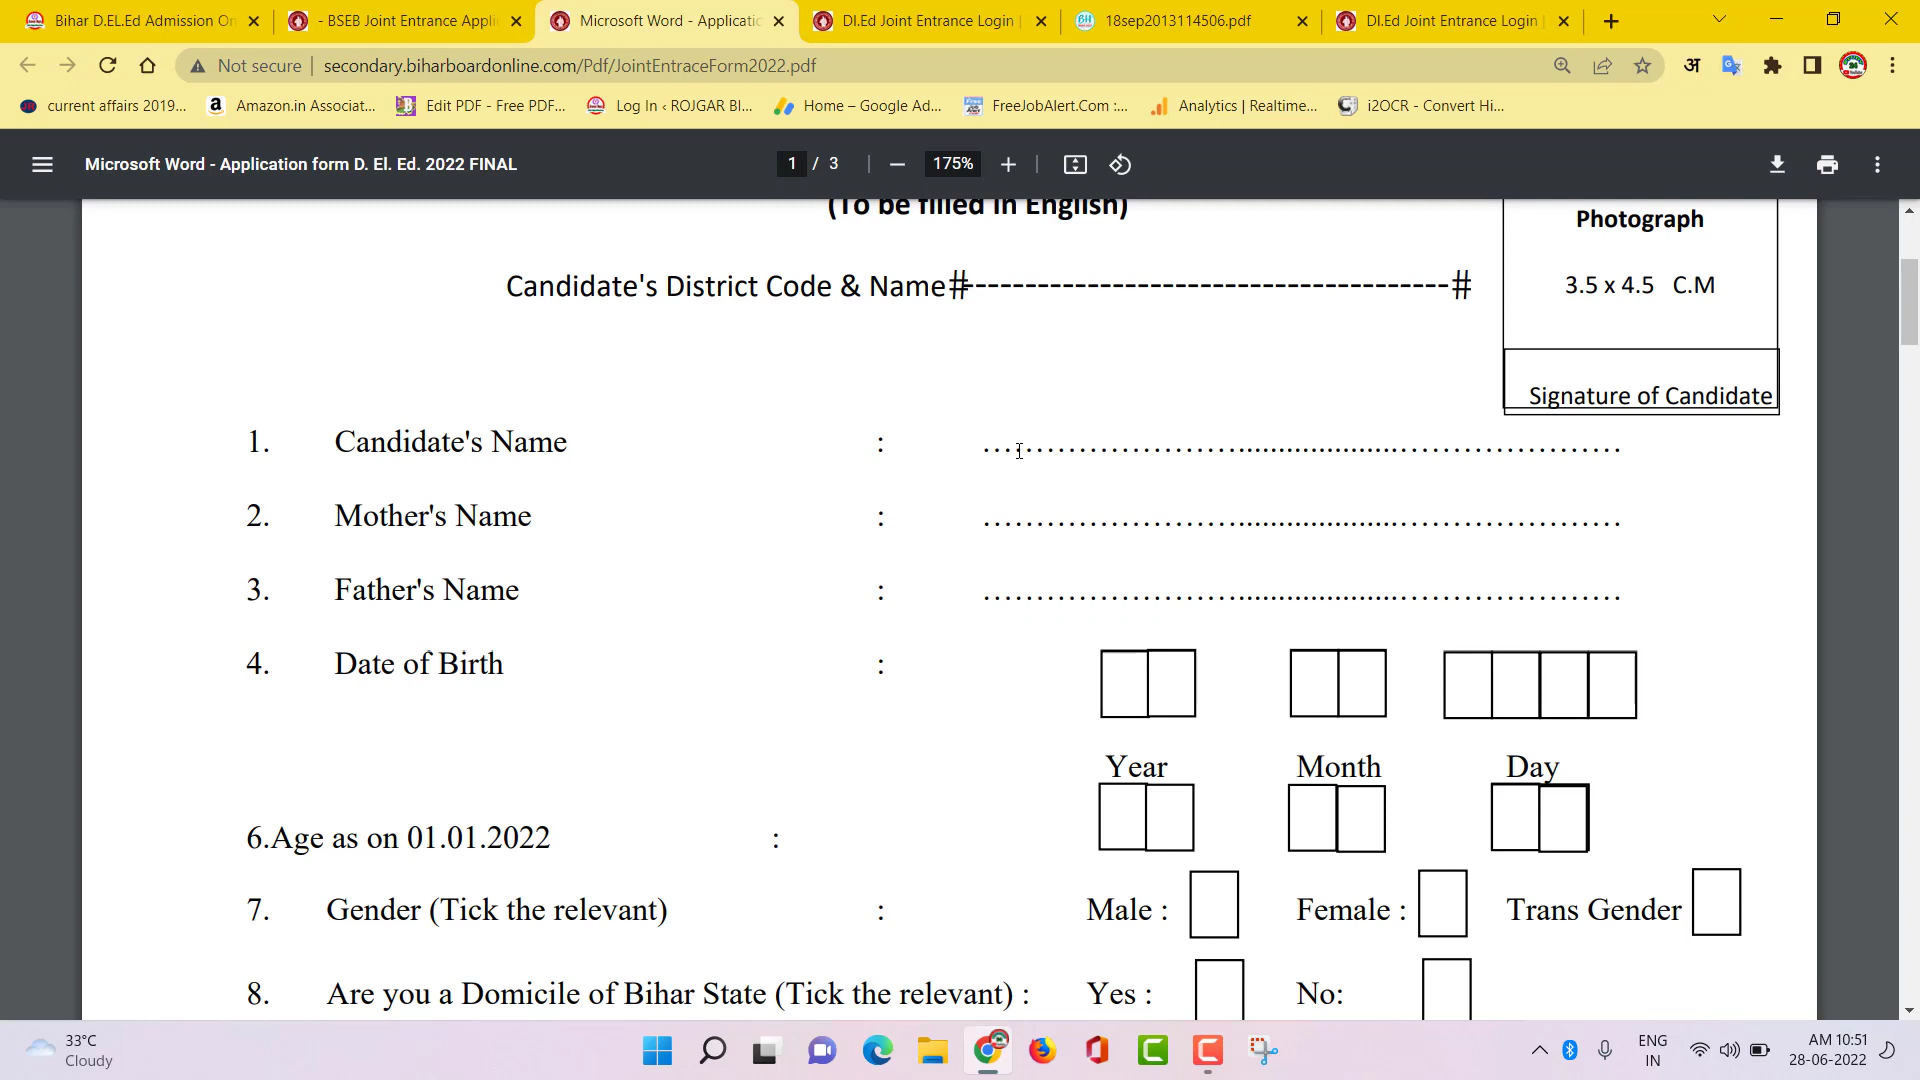 Bihar D.EL.Ed Admission On
- BSEB Joint Entrance Appli
Microsoft Word - Applicatio
DI.Ed Joint Entrance Login |
18sep2013114506.pdf
DI.Ed Joint Entrance Login |
Not secure | secondary.biharboardonline.com/Pdf/JointEntraceForm2022.pdf
अ
current affairs 2019...
Amazon.in Associat...
Edit PDF - Free PDF...
Log In ‹ ROJGAR BI...
Home – Google Ad...
FreeJobAlert.Com :...
Analytics | Realtime...
i2OCR - Convert Hi...
Microsoft Word - Application form D. El. Ed. 2022 FINAL
1 / 3
175%
(To be filled in English)
Photograph
3.5 x 4.5 C.M
Candidate's District Code & Name#--------------------------------------#
Signature of Candidate
1. Candidate's Name : ……………………...................…………………
2. Mother's Name : ……………………...................…………………
3. Father's Name : ……………………...................…………………
4. Date of Birth :
Year Month Day
6.Age as on 01.01.2022 :
7. Gender (Tick the relevant) : Male : Female : Trans Gender
8. Are you a Domicile of Bihar State (Tick the relevant) : Yes : No:
33°C
Cloudy
ENG
IN
AM 10:51
28-06-2022